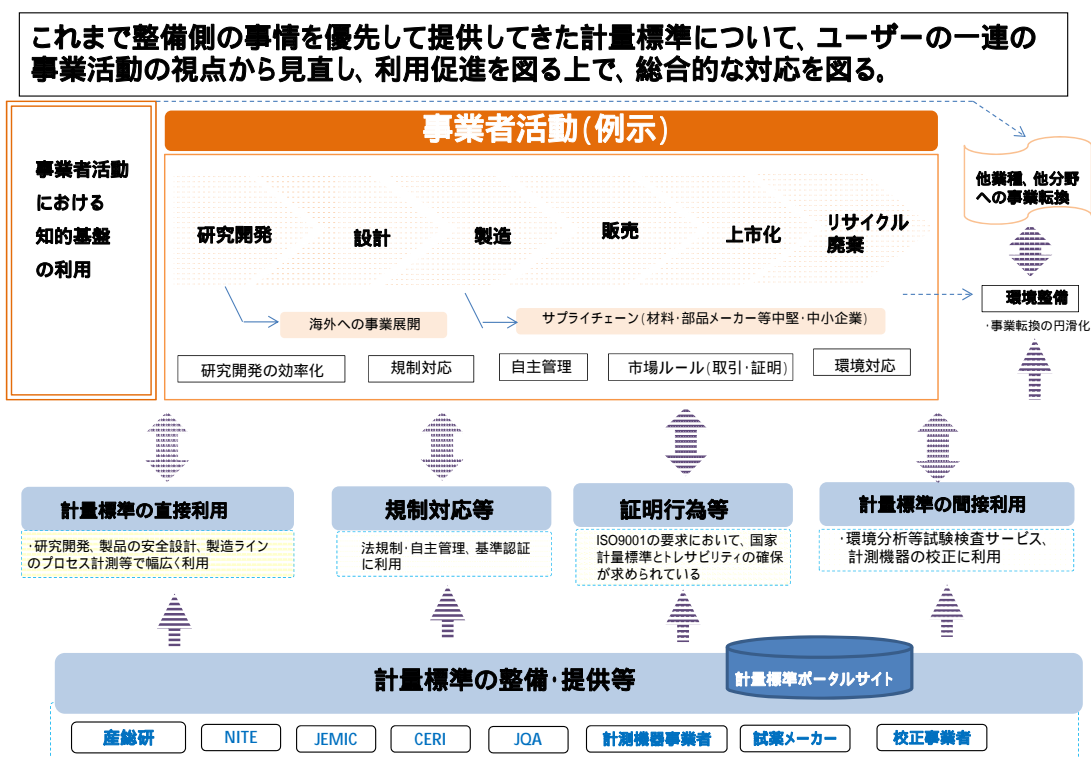 これまで整備側の事情を優先して提供してきた計量標準について、ユーザーの一連の
事業活動の視点から見直し、利用促進を図る上で、総合的な対応を図る。
事業者活動
における
知的基盤
の利用
事業者活動(例示)
研究開発
設計
製造
販売
上市化
リサイクル
廃棄
海外への事業展開
サプライチェーン(材料・部品メーカー等中堅・中小企業)
研究開発の効率化
規制対応
自主管理
市場ルール(取引・証明)
環境対応
他業種、他分野
への事業転換
環境整備
・事業転換の円滑化
計量標準の直接利用
・研究開発、製品の安全設計、製造ライン
のプロセス計測等で幅広く利用
規制対応等
法規制・自主管理、基準認証
に利用
証明行為等
ISO9001の要求において、国家
計量標準とトレサビリティの確保
が求められている
計量標準の間接利用
・環境分析等試験検査サービス、
計測機器の校正に利用
計量標準の整備・提供等
計量標準ポータルサイト
産総研
NITE
JEMIC
CERI
JQA
計測機器事業者
試薬メーカー
校正事業者